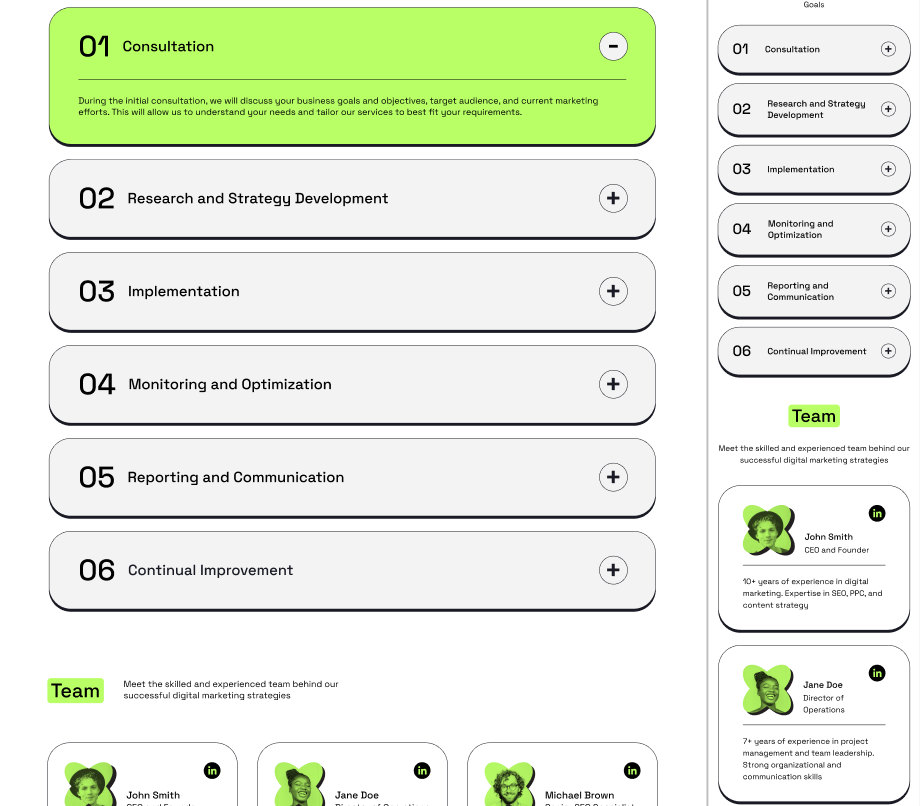 01 Consultation
During the initial consultation, we will discuss your business goals and objectives, target audience, and current marketing
efforts. This will allow us to understand your needs and tailor our services to best fit your requirements.
02 Research and Strategy Development
03 Implementation
04 Monitoring and Optimization
05 Reporting and Communication
06 Continual Improvement
Team
Meet the skilled and experienced team behind our
successful digital marketing strategies
in
John Smith
in
Jane Doe
in
Michael Brown
Goals
01 Consultation
02 Research and Strategy
Development
03 Implementation
04 Monitoring and
Optimization
05 Reporting and
Communication
06 Continual Improvement
Team
Meet the skilled and experienced team behind our
successful digital marketing strategies
in
John Smith
CEO and Founder
10+ years of experience in digital
marketing. Expertise in SEO, PPC, and
content strategy
in
Jane Doe
Director of
Operations
7+ years of experience in project
management and team leadership.
Strong organizational and
communication skills